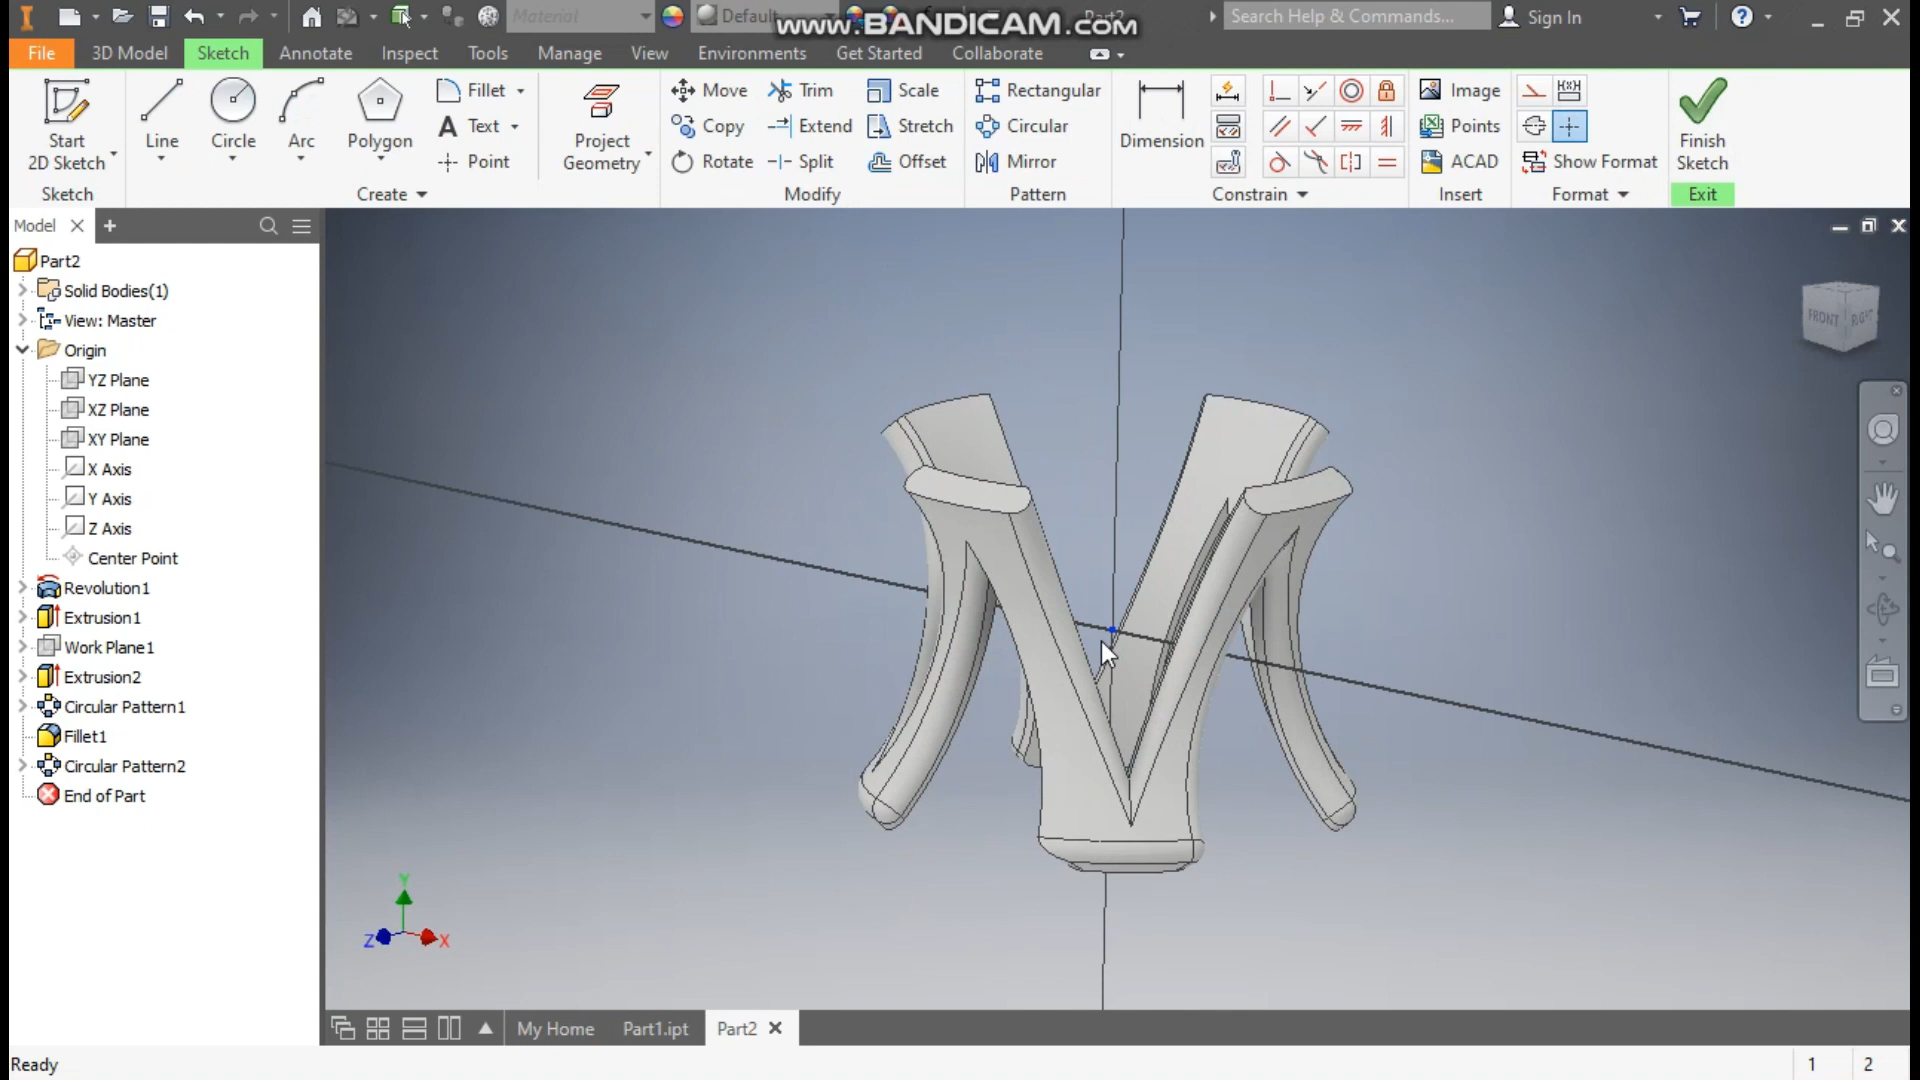 Material
Default
www.BANDICAM.com
Search Help & Commands...
Sign In
File
3D Model
Sketch
Annotate
Inspect
Tools
Manage
View
Environments
Get Started
Collaborate
Start
2D Sketch
Line
Circle
Arc
Polygon
Fillet
Text
Point
Project
Geometry
Move
Copy
Rotate
Trim
Extend
Split
Scale
Stretch
Offset
Rectangular
Circular
Mirror
Dimension
Image
Points
ACAD
Show Format
Finish
Sketch
Sketch
Create
Modify
Pattern
Constrain
Insert
Format
Exit
Model
Part2
Solid Bodies(1)
View: Master
Origin
YZ Plane
XZ Plane
XY Plane
X Axis
Y Axis
Z Axis
Center Point
Revolution1
Extrusion1
Work Plane1
Extrusion2
Circular Pattern1
Fillet1
Circular Pattern2
End of Part
FRONT
RIGHT
Y
Z
X
My Home
Part1.ipt
Part2
Ready
1
2